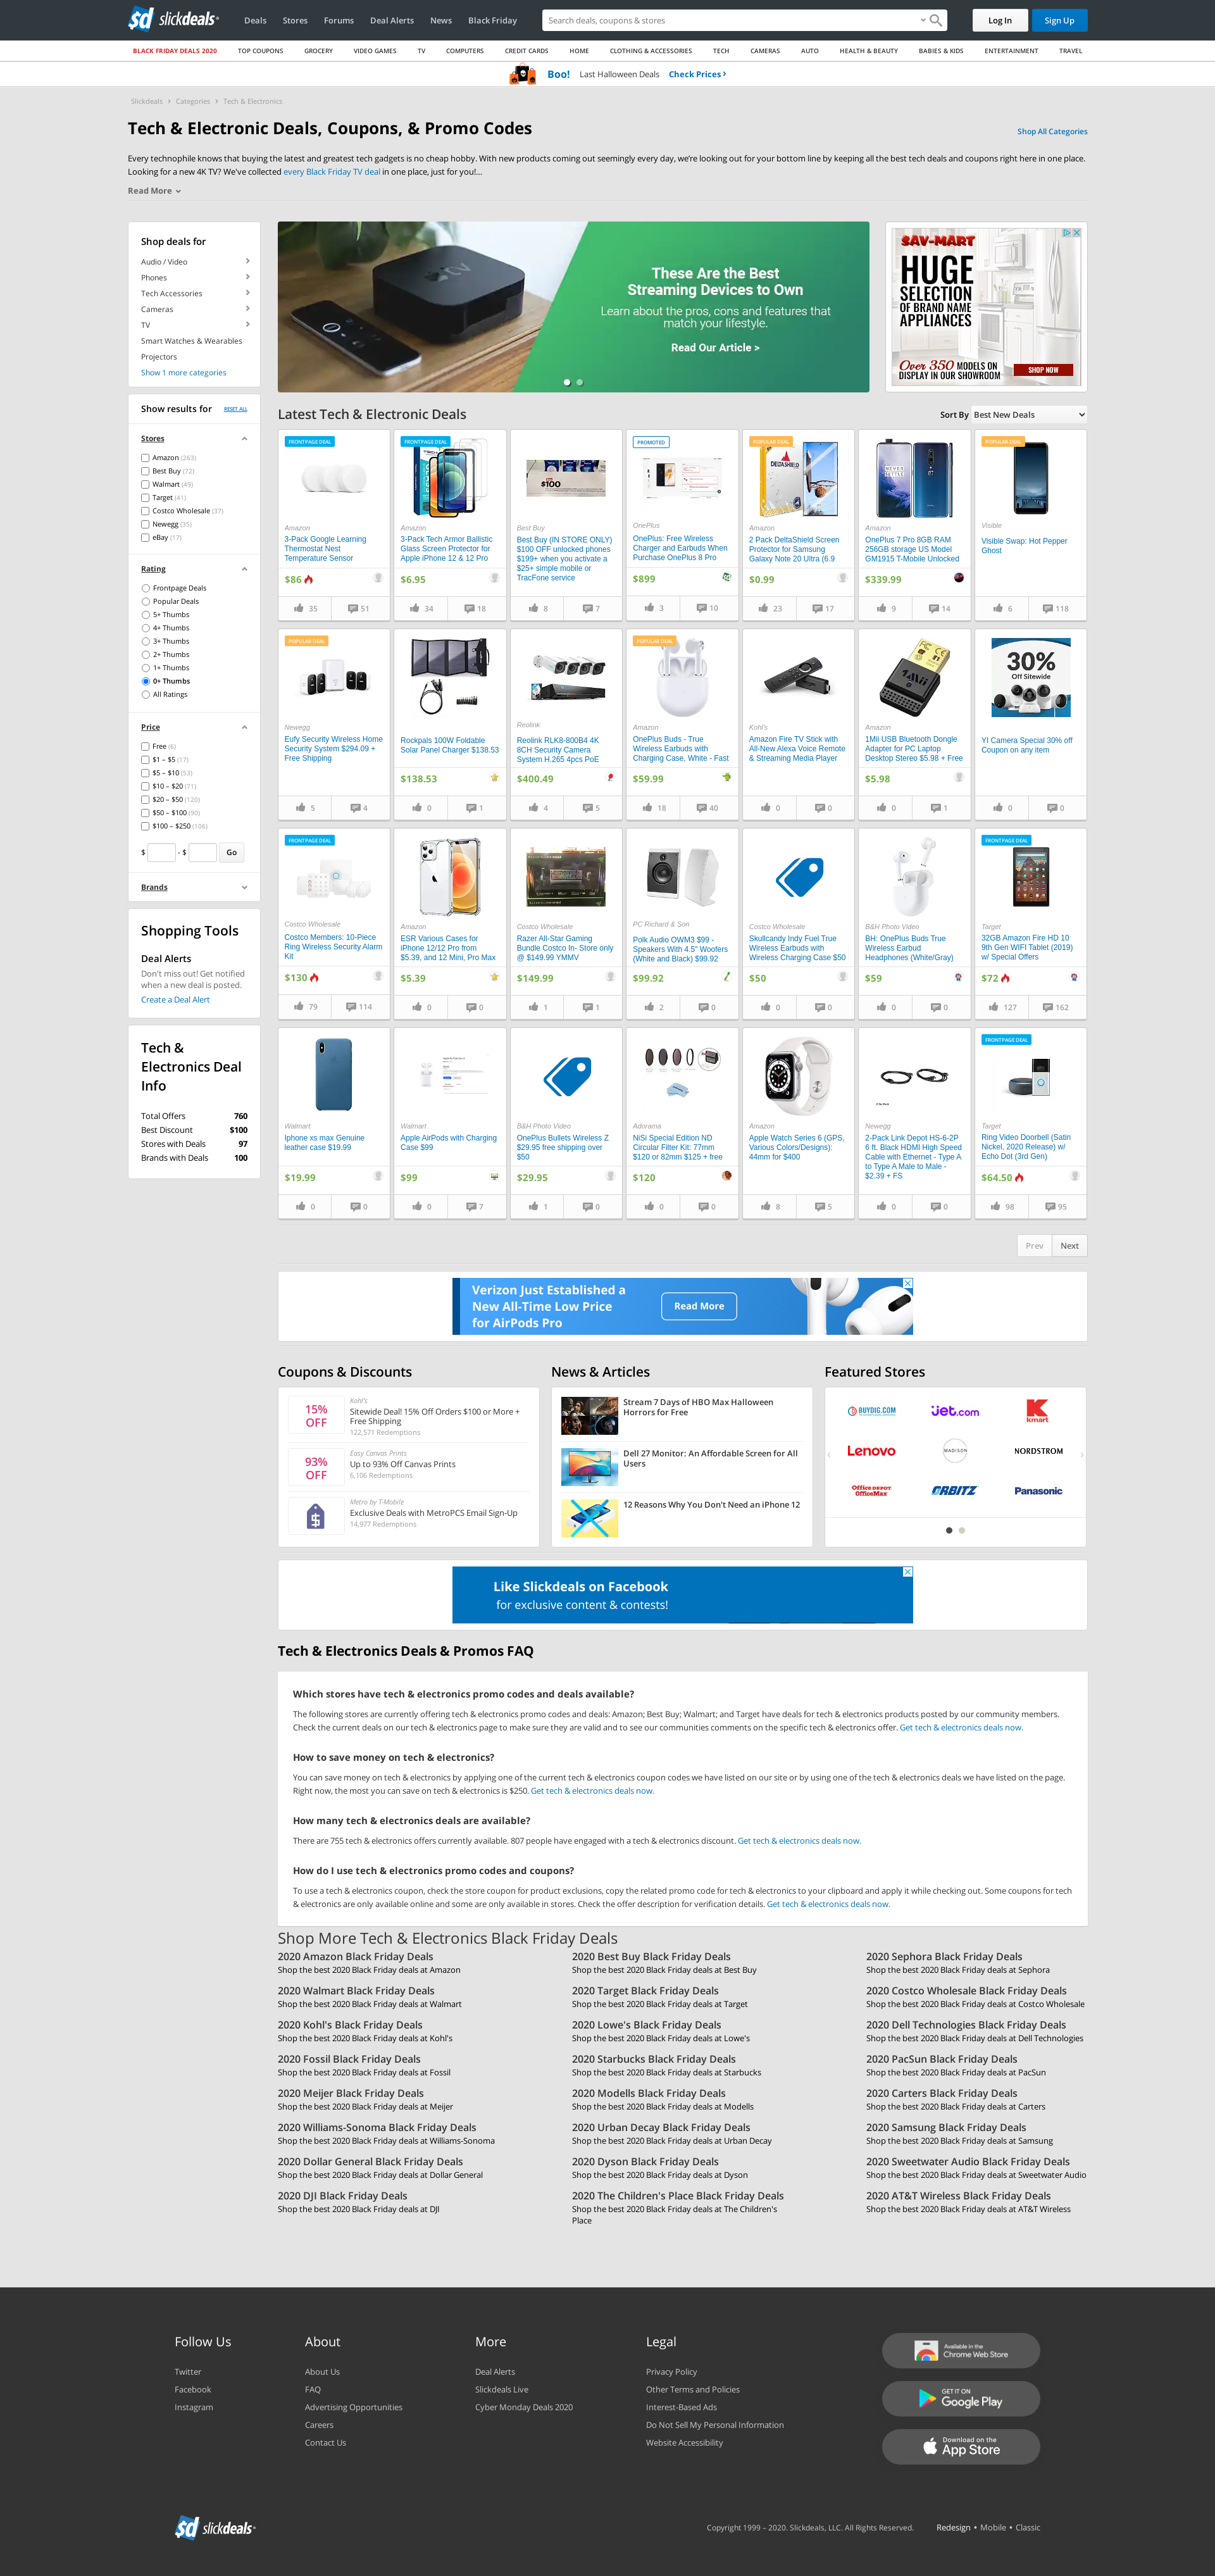 slickdeals
Deals Stores Forums Deal Alerts News Black Friday
Search deals, coupons & stores
Log In
Sign Up
BLACK FRIDAY DEALS 2020 TOP COUPONS GROCERY VIDEO GAMES TV COMPUTERS CREDIT CARDS HOME CLOTHING & ACCESSORIES TECH CAMERAS AUTO HEALTH & BEAUTY BABIES & KIDS ENTERTAINMENT TRAVEL
Boo! Last Halloween Deals Check Prices
Slickdeals > Categories > Tech & Electronics
Tech & Electronic Deals, Coupons, & Promo Codes
Shop All Categories
Every technophile knows that buying the latest and greatest tech gadgets is no cheap hobby. With new products coming out seemingly every day, we're looking out for your bottom line by keeping all the best tech deals and coupons right here in one place.
Looking for a new 4K TV? We've collected every Black Friday TV deal in one place, just for you!...
Read More
Shop deals for
Audio / Video
Phones
Tech Accessories
Cameras
TV
Smart Watches & Wearables
Projectors
Show 1 more categories
Show results for RESET ALL
Stores
Amazon (263)
Best Buy (72)
Walmart (49)
Target (41)
Costco Wholesale (37)
Newegg (35)
eBay (17)
Rating
Frontpage Deals
Popular Deals
5+ Thumbs
4+ Thumbs
3+ Thumbs
2+ Thumbs
1+ Thumbs
0+ Thumbs
All Ratings
Price
Free (6)
$1 – $5 (17)
$5 – $10 (53)
$10 – $20 (71)
$20 – $50 (120)
$50 – $100 (90)
$100 – $250 (106)
$ - $ Go
Brands
Shopping Tools
Deal Alerts
Don't miss out! Get notified
when a new deal is posted.
Create a Deal Alert
Tech &
Electronics Deal
Info
Total Offers 760
Best Discount $100
Stores with Deals 97
Brands with Deals 100
These Are the Best
Streaming Devices to Own
Learn about the pros, cons and features that
match your lifestyle.
Read Our Article >
SAV-MART
HUGE
SELECTION
OF BRAND NAME
APPLIANCES
Over 350 MODELS ON
DISPLAY IN OUR SHOWROOM
SHOP NOW
Latest Tech & Electronic Deals
Sort By Best New Deals
FRONTPAGE DEAL
Amazon
3-Pack Google Learning
Thermostat Nest
Temperature Sensor
$86
35 51
FRONTPAGE DEAL
Amazon
3-Pack Tech Armor Ballistic
Glass Screen Protector for
Apple iPhone 12 & 12 Pro
$6.95
34 18
$100
Best Buy
Best Buy (IN STORE ONLY)
$100 OFF unlocked phones
$199+ when you activate a
$25+ simple mobile or
TracFone service
8 7
PROMOTED
OnePlus
OnePlus: Free Wireless
Charger and Earbuds When
Purchase OnePlus 8 Pro
$899
3 10
POPULAR DEAL
DELTASHIELD
Amazon
2 Pack DeltaShield Screen
Protector for Samsung
Galaxy Note 20 Ultra (6.9
$0.99
23 17
Amazon
OnePlus 7 Pro 8GB RAM
256GB storage US Model
GM1915 T-Mobile Unlocked
$339.99
9 14
POPULAR DEAL
Visible
Visible Swap: Hot Pepper
Ghost
6 118
POPULAR DEAL
Newegg
Eufy Security Wireless Home
Security System $294.09 +
Free Shipping
5 4
Rockpals 100W Foldable
Solar Panel Charger $138.53
$138.53
0 1
Reolink
Reolink RLK8-800B4 4K
8CH Security Camera
System H.265 4pcs PoE
$400.49
4 5
POPULAR DEAL
Amazon
OnePlus Buds - True
Wireless Earbuds with
Charging Case, White - Fast
$59.99
18 40
Kohl's
Amazon Fire TV Stick with
All-New Alexa Voice Remote
& Streaming Media Player
0 0
1Mii
Amazon
1Mii USB Bluetooth Dongle
Adapter for PC Laptop
Desktop Stereo $5.98 + Free
$5.98
0 1
30%
Off Sitewide
YI Camera Special 30% off
Coupon on any item
0 0
FRONTPAGE DEAL
Costco Wholesale
Costco Members: 10-Piece
Ring Wireless Security Alarm
Kit
$130
79 114
Amazon
ESR Various Cases for
iPhone 12/12 Pro from
$5.39, and 12 Mini, Pro Max
$5.39
0 0
Costco Wholesale
Razer All-Star Gaming
Bundle Costco In- Store only
@ $149.99 YMMV
$149.99
1 1
PC Richard & Son
Polk Audio OWM3 $99 -
Speakers With 4.5" Woofers
(White and Black) $99.92
$99.92
2 0
Costco Wholesale
Skullcandy Indy Fuel True
Wireless Earbuds with
Wireless Charging Case $50
$50
0 0
B&H Photo Video
BH: OnePlus Buds True
Wireless Earbud
Headphones (White/Gray)
$59
0 0
FRONTPAGE DEAL
Target
32GB Amazon Fire HD 10
9th Gen WIFI Tablet (2019)
w/ Special Offers
$72
127 162
Walmart
Iphone xs max Genuine
leather case $19.99
$19.99
0 0
Walmart
Apple AirPods with Charging
Case $99
$99
0 7
B&H Photo Video
OnePlus Bullets Wireless Z
$29.95 free shipping over
$50
$29.95
1 0
Adorama
NiSi Special Edition ND
Circular Filter Kit: 77mm
$120 or 82mm $125 + free
$120
0 0
Amazon
Apple Watch Series 6 (GPS,
Various Colors/Designs):
44mm for $400
8 5
Newegg
2-Pack Link Depot HS-6-2P
6 ft. Black HDMI High Speed
Cable with Ethernet - Type A
to Type A Male to Male -
$2.39 + FS
0 0
FRONTPAGE DEAL
Target
Ring Video Doorbell (Satin
Nickel, 2020 Release) w/
Echo Dot (3rd Gen)
$64.50
98 95
Prev Next
Verizon Just Established a
New All-Time Low Price
for AirPods Pro
Read More
Coupons & Discounts
15%
OFF
Kohl's
Sitewide Deal! 15% Off Orders $100 or More +
Free Shipping
122,571 Redemptions
93%
OFF
Easy Canvas Prints
Up to 93% Off Canvas Prints
6,106 Redemptions
Metro by T-Mobile
Exclusive Deals with MetroPCS Email Sign-Up
14,977 Redemptions
News & Articles
Stream 7 Days of HBO Max Halloween
Horrors for Free
Dell 27 Monitor: An Affordable Screen for All
Users
12 Reasons Why You Don't Need an iPhone 12
Featured Stores
BUYDIG.COM jet.com Kmart
Lenovo MADISON NORDSTROM
Office DEPOT OfficeMax ORBITZ Panasonic
Like Slickdeals on Facebook
for exclusive content & contests!
Tech & Electronics Deals & Promos FAQ
Which stores have tech & electronics promo codes and deals available?
The following stores are currently offering tech & electronics promo codes and deals: Amazon; Best Buy; Walmart; and Target have deals for tech & electronics products posted by our community members.
Check the current deals on our tech & electronics page to make sure they are valid and to see our communities comments on the specific tech & electronics offer. Get tech & electronics deals now.
How to save money on tech & electronics?
You can save money on tech & electronics by applying one of the current tech & electronics coupon codes we have listed on our site or by using one of the tech & electronics deals we have listed on the page.
Right now, the most you can save on tech & electronics is $250. Get tech & electronics deals now.
How many tech & electronics deals are available?
There are 755 tech & electronics offers currently available. 807 people have engaged with a tech & electronics discount. Get tech & electronics deals now.
How do I use tech & electronics promo codes and coupons?
To use a tech & electronics coupon, check the store coupon for product exclusions, copy the related promo code for tech & electronics to your clipboard and apply it while checking out. Some coupons for tech
& electronics are only available online and some are only available in stores. Check the offer description for verification details. Get tech & electronics deals now.
Shop More Tech & Electronics Black Friday Deals
2020 Amazon Black Friday Deals
Shop the best 2020 Black Friday deals at Amazon
2020 Best Buy Black Friday Deals
Shop the best 2020 Black Friday deals at Best Buy
2020 Sephora Black Friday Deals
Shop the best 2020 Black Friday deals at Sephora
2020 Walmart Black Friday Deals
Shop the best 2020 Black Friday deals at Walmart
2020 Target Black Friday Deals
Shop the best 2020 Black Friday deals at Target
2020 Costco Wholesale Black Friday Deals
Shop the best 2020 Black Friday deals at Costco Wholesale
2020 Kohl's Black Friday Deals
Shop the best 2020 Black Friday deals at Kohl's
2020 Lowe's Black Friday Deals
Shop the best 2020 Black Friday deals at Lowe's
2020 Dell Technologies Black Friday Deals
Shop the best 2020 Black Friday deals at Dell Technologies
2020 Fossil Black Friday Deals
Shop the best 2020 Black Friday deals at Fossil
2020 Starbucks Black Friday Deals
Shop the best 2020 Black Friday deals at Starbucks
2020 PacSun Black Friday Deals
Shop the best 2020 Black Friday deals at PacSun
2020 Meijer Black Friday Deals
Shop the best 2020 Black Friday deals at Meijer
2020 Modells Black Friday Deals
Shop the best 2020 Black Friday deals at Modells
2020 Carters Black Friday Deals
Shop the best 2020 Black Friday deals at Carters
2020 Williams-Sonoma Black Friday Deals
Shop the best 2020 Black Friday deals at Williams-Sonoma
2020 Urban Decay Black Friday Deals
Shop the best 2020 Black Friday deals at Urban Decay
2020 Samsung Black Friday Deals
Shop the best 2020 Black Friday deals at Samsung
2020 Dollar General Black Friday Deals
Shop the best 2020 Black Friday deals at Dollar General
2020 Dyson Black Friday Deals
Shop the best 2020 Black Friday deals at Dyson
2020 Sweetwater Audio Black Friday Deals
Shop the best 2020 Black Friday deals at Sweetwater Audio
2020 DJI Black Friday Deals
Shop the best 2020 Black Friday deals at DJI
2020 The Children's Place Black Friday Deals
Shop the best 2020 Black Friday deals at The Children's
Place
2020 AT&T Wireless Black Friday Deals
Shop the best 2020 Black Friday deals at AT&T Wireless
Follow Us
Twitter
Facebook
Instagram
About
About Us
FAQ
Advertising Opportunities
Careers
Contact Us
More
Deal Alerts
Slickdeals Live
Cyber Monday Deals 2020
Legal
Privacy Policy
Other Terms and Policies
Interest-Based Ads
Do Not Sell My Personal Information
Website Accessibility
Available in the
Chrome Web Store
GET IT ON
Google Play
Download on the
App Store
slickdeals
Copyright 1999 – 2020. Slickdeals, LLC. All Rights Reserved.
Redesign • Mobile • Classic